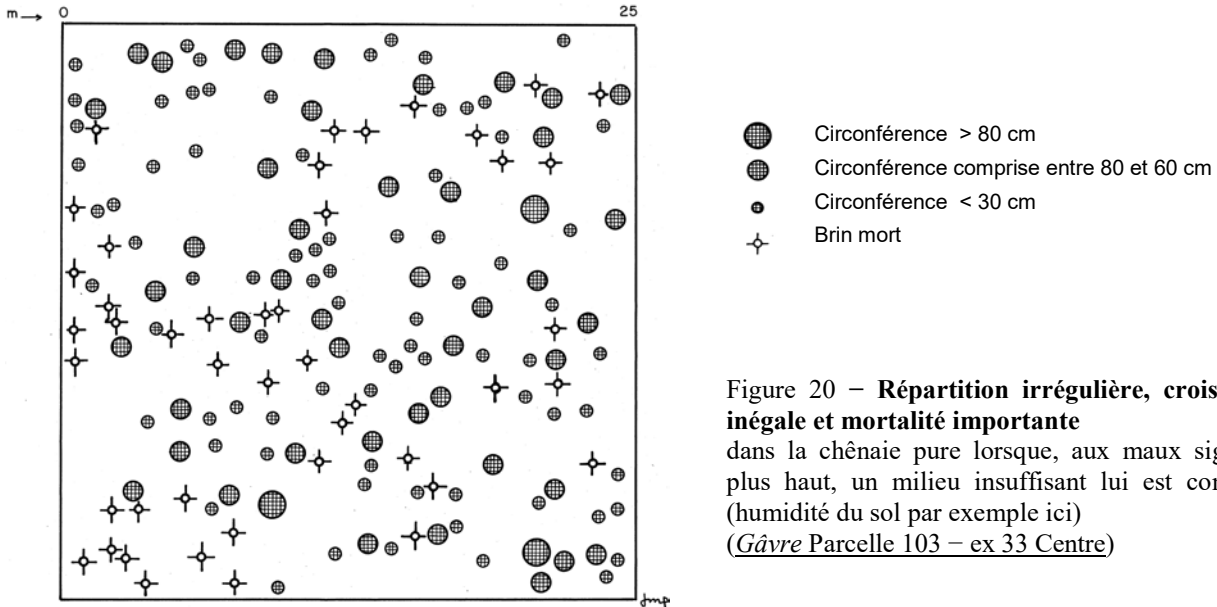 m → 0 25
Circonférence > 80 cm
Circonférence comprise entre 80 et 60 cm
Circonférence < 30 cm
Brin mort
Figure 20 − Répartition irrégulière, crois
inégale et mortalité importante
dans la chênaie pure lorsque, aux maux sig
plus haut, un milieu insuffisant lui est con
(humidité du sol par exemple ici)
(Gâvre Parcelle 103 − ex 33 Centre)